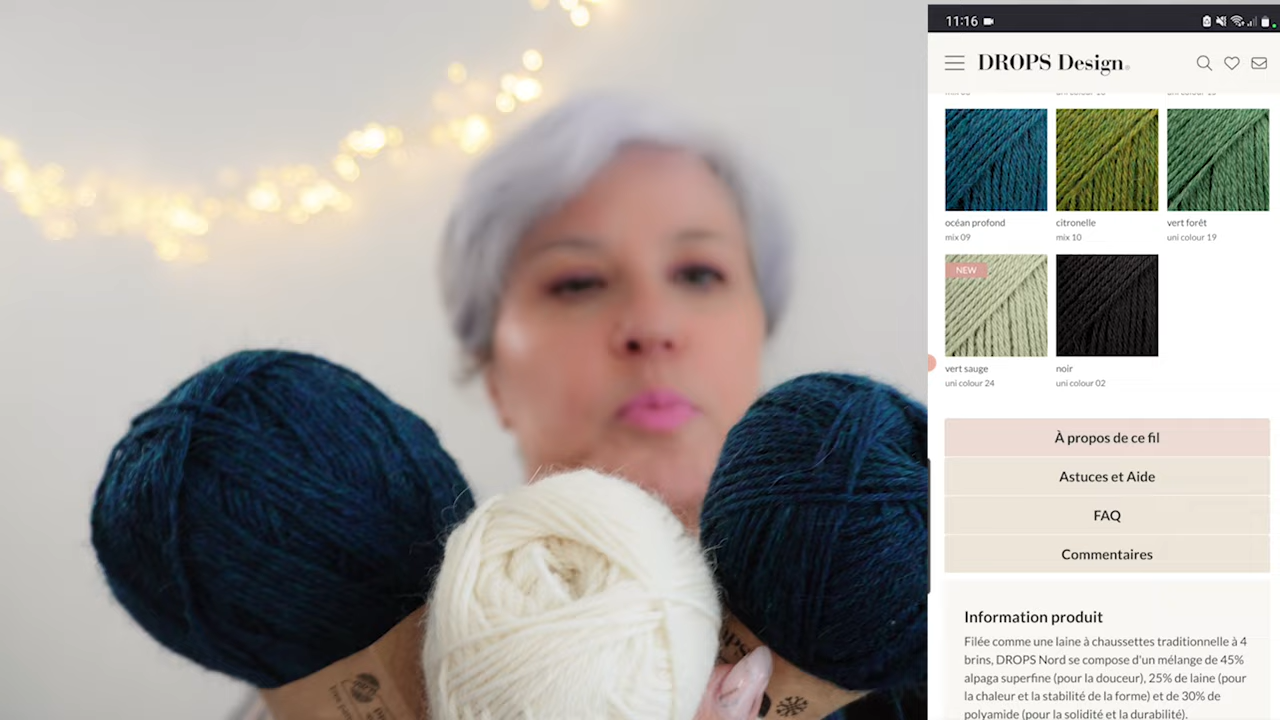 11:16
DROPS Design
océan profond
mix 09
citronelle
mix 10
vert forêt
uni colour 19
NEW
vert sauge
uni colour 24
noir
uni colour 02
À propos de ce fil
Astuces et Aide
FAQ
Commentaires
Information produit
Filée comme une laine à chaussettes traditionnelle à 4
brins, DROPS Nord se compose d'un mélange de 45%
alpaga superfine (pour la douceur), 25% de laine (pour
la chaleur et la stabilité de la forme) et de 30% de
polyamide (pour la solidité et la durabilité).